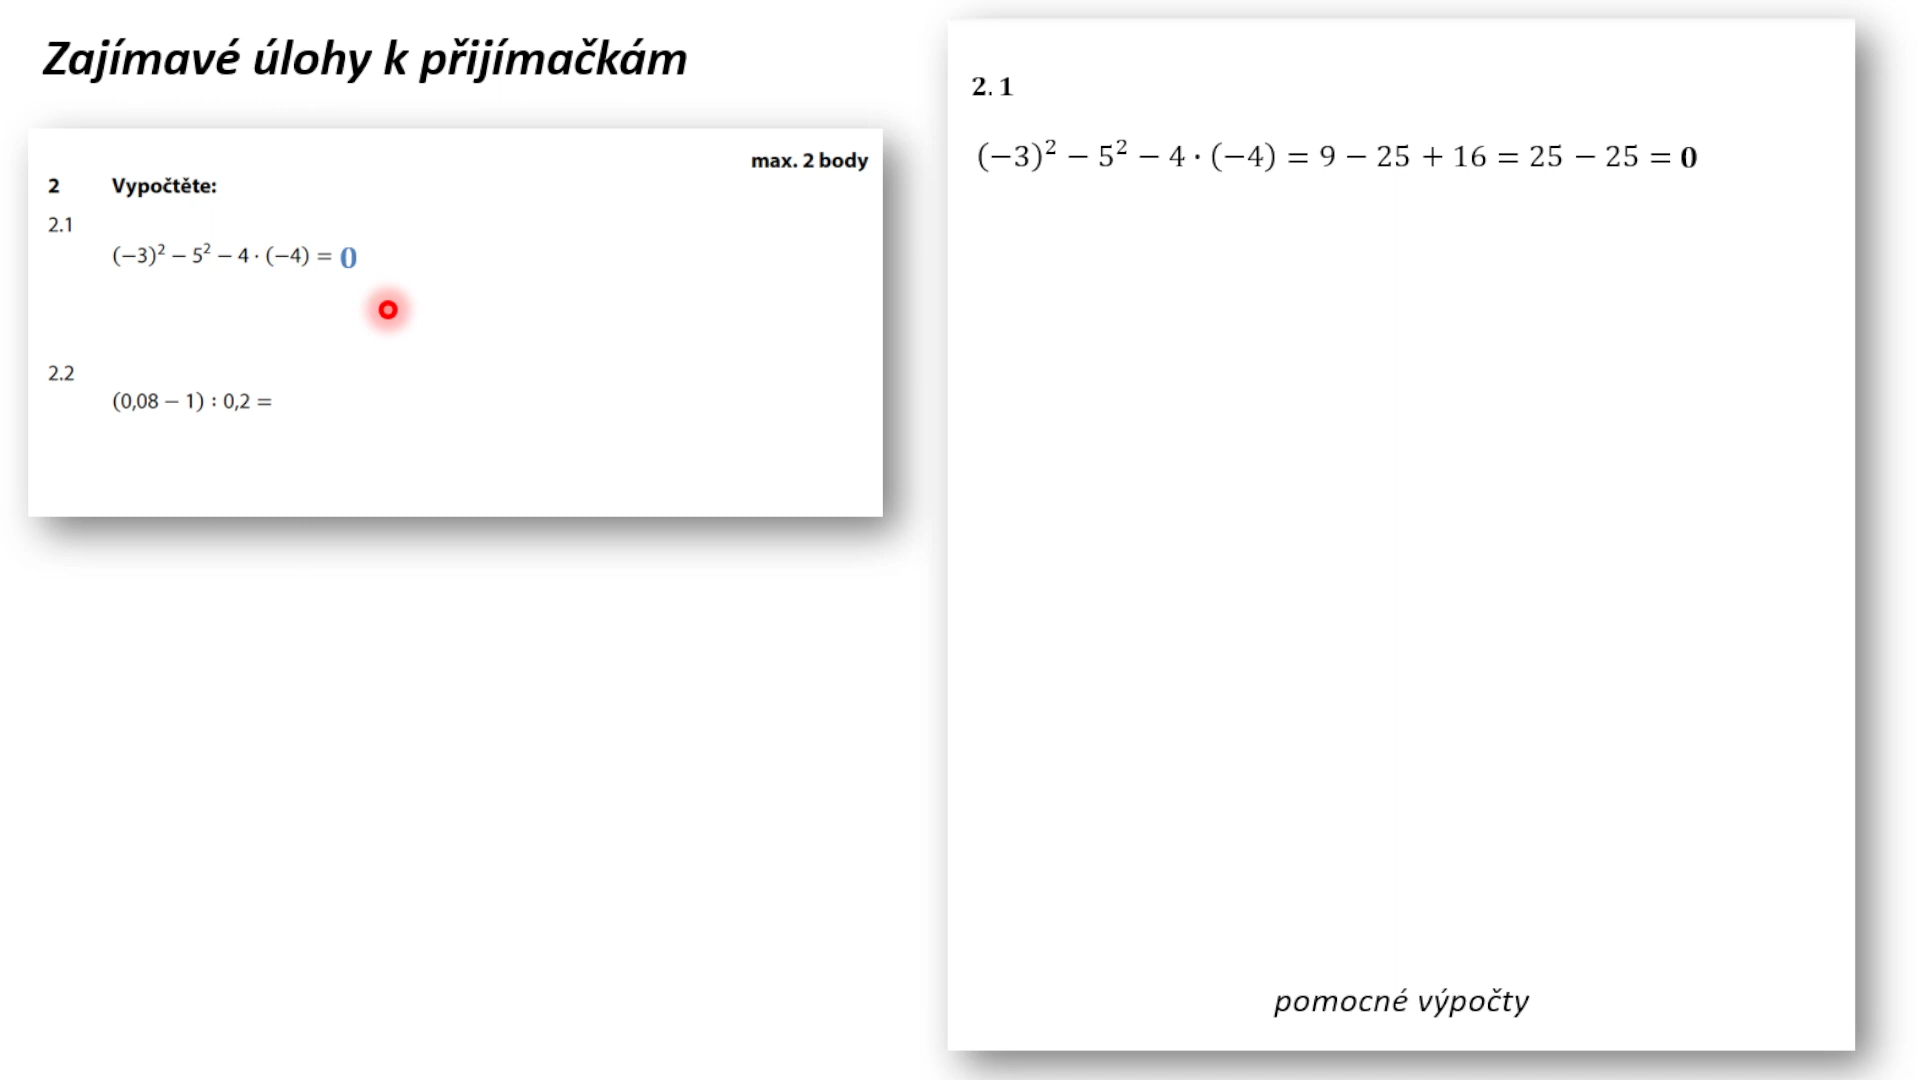 Zajímavé úlohy k přijímačkám
max. 2 body
2 Vypočtěte:
2.1
(−3)² − 5² − 4 · (−4) = 0
2.2
(0,08 − 1) : 0,2 =
2.1
(−3)² − 5² − 4 · (−4) = 9 − 25 + 16 = 25 − 25 = 0
pomocné výpočty